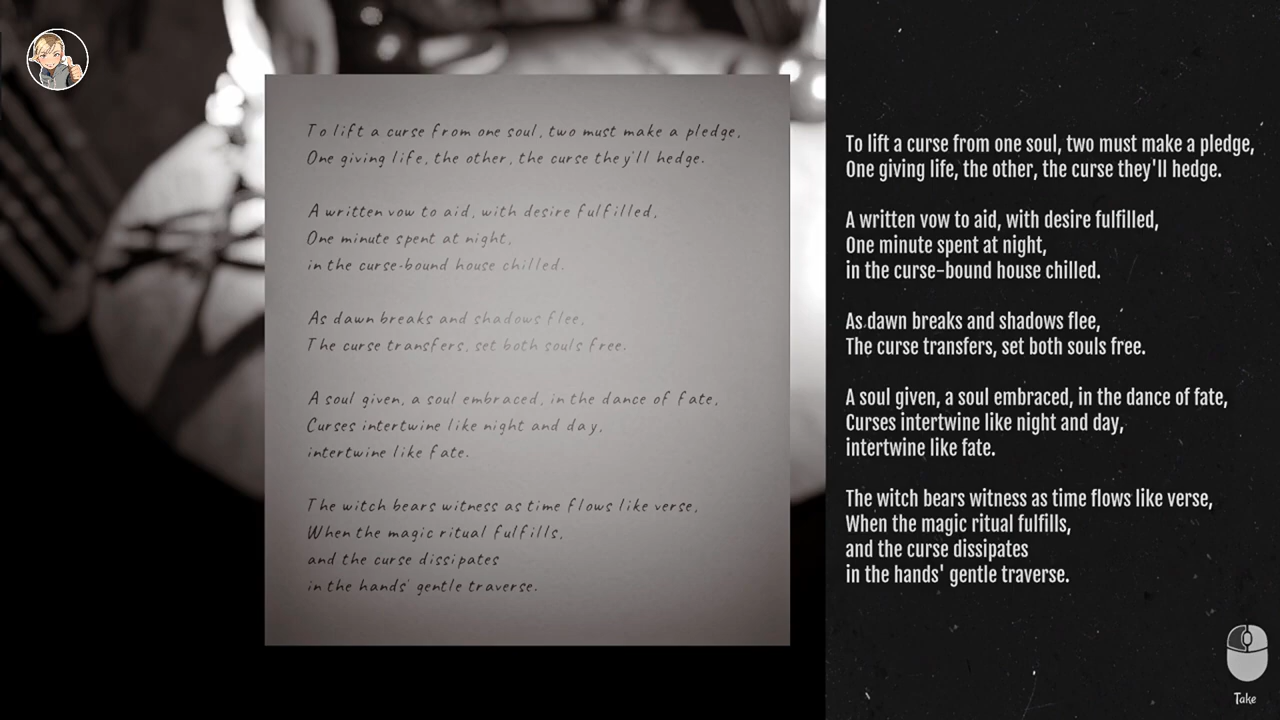 To lift a curse from one soul, two must make a pledge,
One giving life, the other, the curse they'll hedge.
A written vow to aid, with desire fulfilled,
One minute spent at night,
in the curse-bound house chilled.
As dawn breaks and shadows flee,
The curse transfers, set both souls free.
A soul given, a soul embraced, in the dance of fate,
Curses intertwine like night and day,
intertwine like fate.
The witch bears witness as time flows like verse,
When the magic ritual fulfills,
and the curse dissipates
in the hands' gentle traverse.
To lift a curse from one soul, two must make a pledge,
One giving life, the other, the curse they'll hedge.
A written vow to aid, with desire fulfilled,
One minute spent at night,
in the curse-bound house chilled.
As dawn breaks and shadows flee,
The curse transfers, set both souls free.
A soul given, a soul embraced, in the dance of fate,
Curses intertwine like night and day,
intertwine like fate.
The witch bears witness as time flows like verse,
When the magic ritual fulfills,
and the curse dissipates
in the hands' gentle traverse.
Take